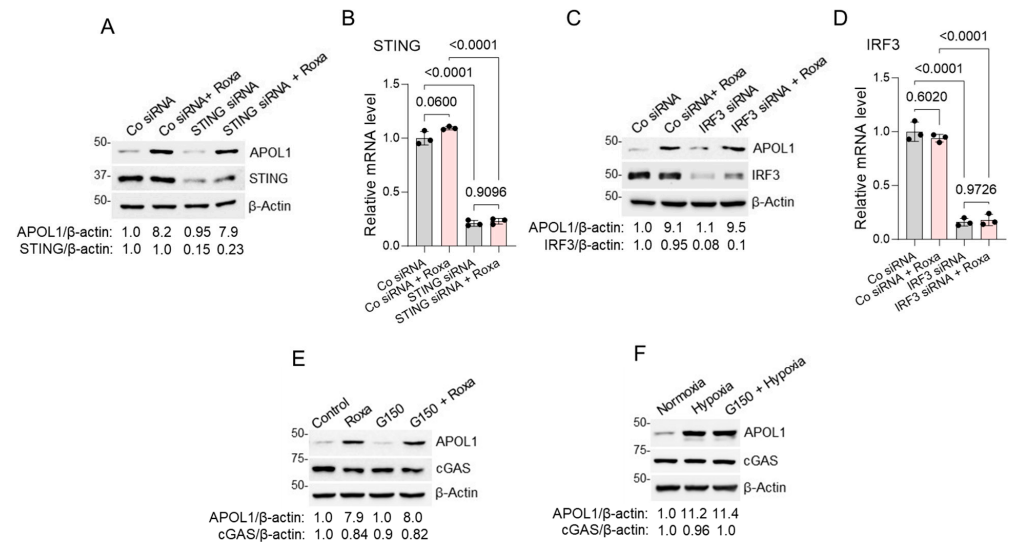 A
Co siRNA
Co siRNA+ Roxa
STING siRNA
STING siRNA + Roxa
50-
APOL1
37-
STING
50-
β-Actin
APOL1/β-actin: 1.0 8.2 0.95 7.9
STING/β-actin: 1.0 1.0 0.15 0.23
B
STING
<0.0001
<0.0001
0.0600
0.9096
Relative mRNA level
1.5
1.0
0.5
0.0
Co siRNA
Co siRNA + Roxa
STING siRNA
STING siRNA + Roxa
C
Co siRNA
Co siRNA+ Roxa
IRF3 siRNA
IRF3 siRNA + Roxa
50-
APOL1
50-
IRF3
50-
β-Actin
APOL1/β-actin: 1.0 9.1 1.1 9.5
IRF3/β-actin: 1.0 0.95 0.08 0.1
D
IRF3
<0.0001
<0.0001
0.6020
0.9726
Relative mRNA level
1.5
1.0
0.5
0.0
Co siRNA
Co siRNA + Roxa
IRF3 siRNA
IRF3 siRNA + Roxa
E
Control
Roxa
G150
G150 + Roxa
50-
APOL1
75-
cGAS
50-
β-Actin
APOL1/β-actin: 1.0 7.9 1.0 8.0
cGAS/β-actin: 1.0 0.84 0.9 0.82
F
Normoxia
Hypoxia
G150 + Hypoxia
50-
APOL1
cGAS
50-
β-Actin
APOL1/β-actin: 1.0 11.2 11.4
cGAS/β-actin: 1.0 0.96 1.0